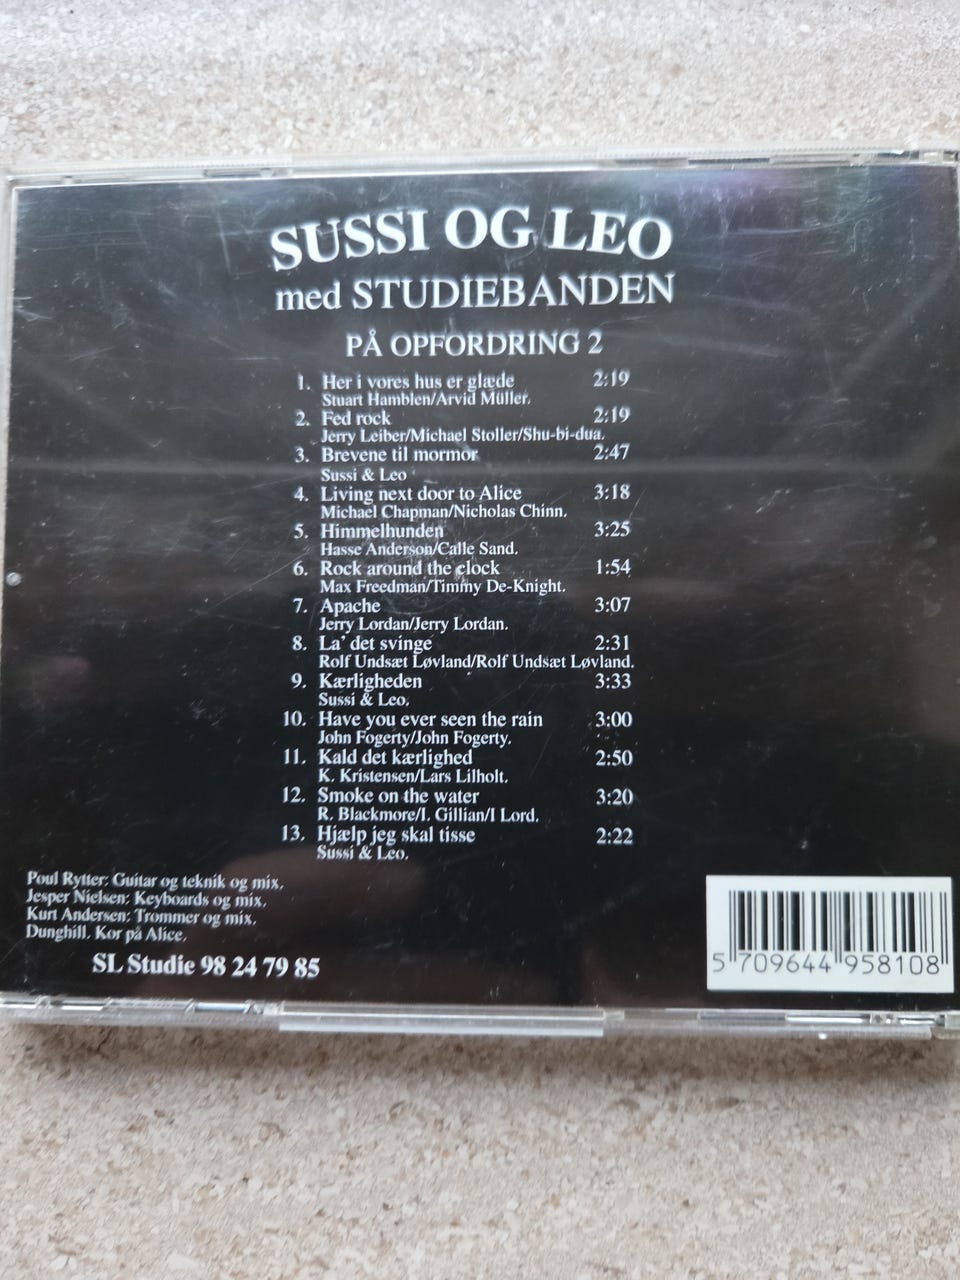 SUSSI OG LEO
med STUDIEBANDEN
PÅ OPFORDRING 2
1. Her i vores hus er glæde 2:19
Stuart Hamblen/Arvid Müller.
2. Fed rock 2:19
Jerry Leiber/Michael Stoller/Shu-bi-dua.
3. Brevene til mormor 2:47
Sussi & Leo
4. Living next door to Alice 3:18
Michael Chapman/Nicholas Chinn.
5. Himmelhunden 3:25
Hasse Anderson/Calle Sand.
6. Rock around the clock 1:54
Max Freedman/Timmy De-Knight.
7. Apache 3:07
Jerry Lordan/Jerry Lordan.
8. La' det svinge 2:31
Rolf Undsæt Løvland/Rolf Undsæt Løvland.
9. Kærligheden 3:33
Sussi & Leo.
10. Have you ever seen the rain 3:00
John Fogerty/John Fogerty.
11. Kald det kærlighed 2:50
K. Kristensen/Lars Lilholt.
12. Smoke on the water 3:20
R. Blackmore/I. Gillian/I Lord.
13. Hjælp jeg skal tisse 2:22
Sussi & Leo.
Poul Rytter: Guitar og teknik og mix.
Jesper Nielsen: Keyboards og mix.
Kurt Andersen: Trommer og mix.
Dunghill. Kor på Alice.
SL Studie 98 24 79 85
5 709644 958108